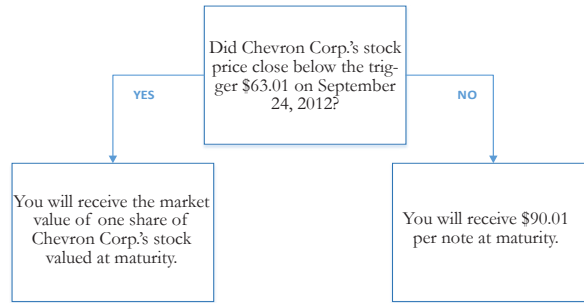 Did Chevron Corp.'s stock
price close below the trig-
ger $63.01 on September
24, 2012?
YES
NO
You will receive the market
value of one share of
Chevron Corp.'s stock
valued at maturity.
You will receive $90.01
per note at maturity.